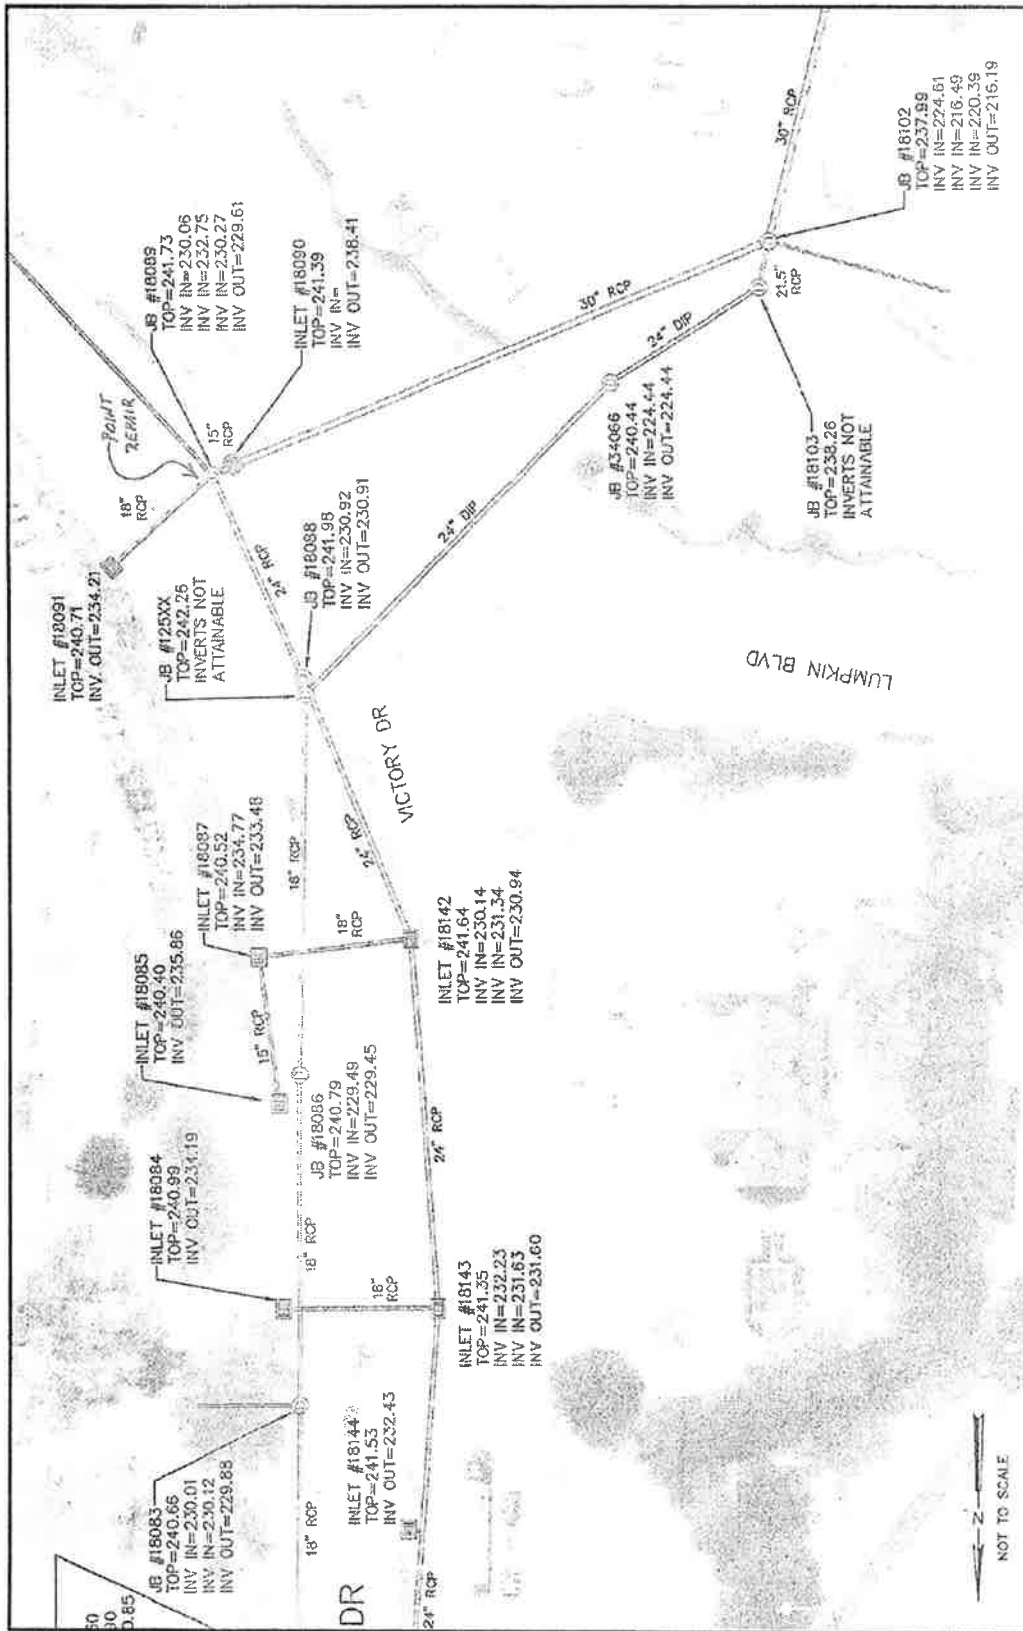 JB #18102
TOP=237.99
INV IN=224.61
INV IN=216.49
INV IN=220.39
INV OUT=216.19
30" RCP
JB #18089
TOP=241.73
INV IN=230.06
INV IN=232.75
INV IN=230.27
INV OUT=229.61
INLET #18090
TOP=241.39
INV IN=
INV OUT=238.41
30" RCP
21.5"
RCP
24" DIP
POINT
REPAIR
15"
RCP
18"
RCP
JB #34066
TOP=240.44
INV IN=224.44
INV OUT=224.44
JB #18103
TOP=238.26
INVERTS NOT
ATTAINABLE
24" DIP
24" RCP
INLET #18091
TOP=240.71
INV. OUT=234.21
JB #125XX
TOP=242.26
INVERTS NOT
ATTAINABLE
JB #18088
TOP=241.98
INV IN=230.92
INV OUT=230.91
LUMPKIN BLVD
VICTORY DR
24" RCP
18" RCP
INLET #18087
TOP=240.52
INV IN=234.77
INV OUT=233.48
18"
RCP
INLET #18142
TOP=241.64
INV IN=230.14
INV IN=231.34
INV OUT=230.94
INLET #18085
TOP=240.40
INV OUT=235.86
15" RCP
JB #18086
TOP=240.79
INV IN=229.49
INV OUT=229.45
24" RCP
INLET #18084
TOP=240.99
INV OUT=234.19
18" RCP
18"
RCP
INLET #18143
TOP=241.35
INV IN=232.23
INV IN=231.63
INV OUT=231.60
JB #18083
TOP=240.66
INV IN=230.01
INV IN=230.12
INV OUT=229.88
INLET #18144
TOP=241.53
INV OUT=232.43
18" RCP
24" RCP
DR
60
90
0.85
N
NOT TO SCALE